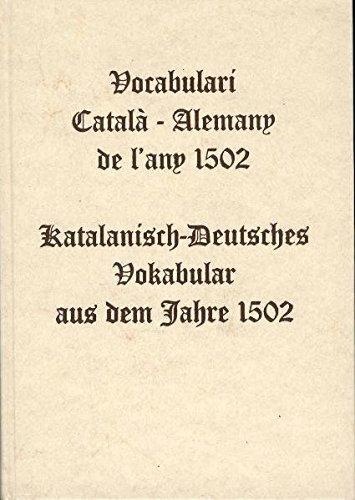 Vocabulari
Català - Alemany
de l'any 1502
Katalanisch-Deutsches
Vokabular
aus dem Jahre 1502